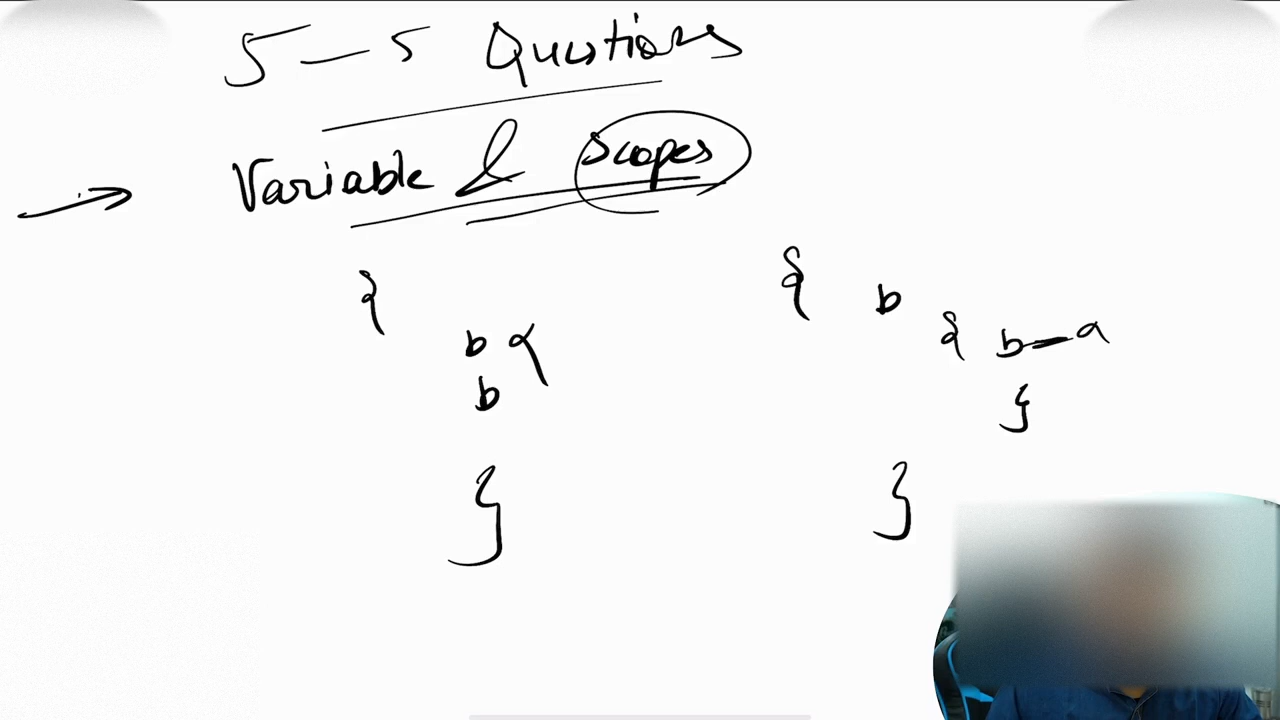 5 – 5 Questions
→ Variable & Scopes
{
b a
b
}
{ b
{ b – a
}
}